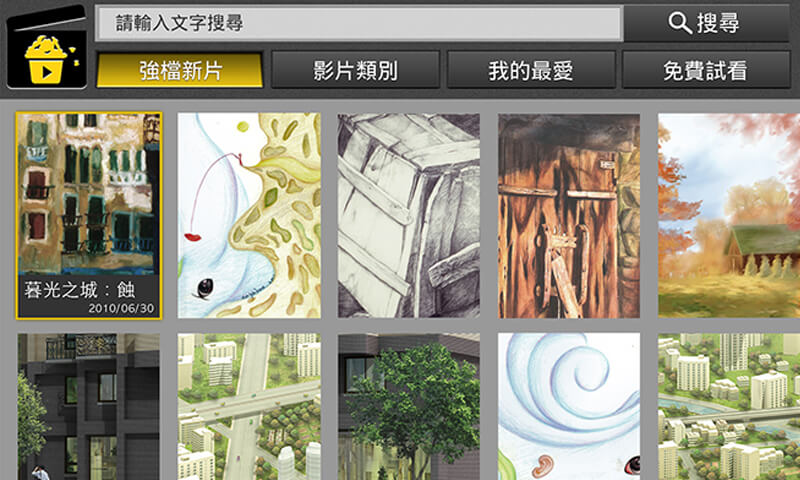 請輸入文字搜尋
搜尋
強檔新片
影片類別
我的最愛
免費試看
暮光之城：蝕
2010/06/30